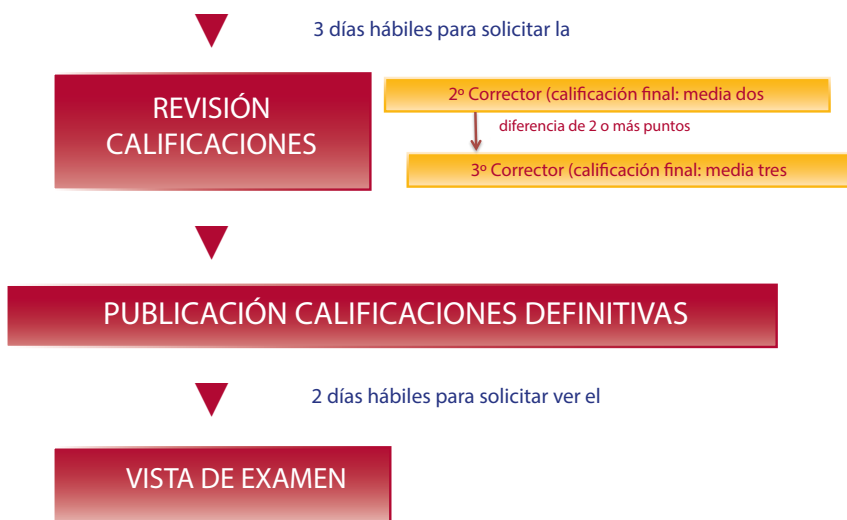 3 días hábiles para solicitar la
REVISIÓN
CALIFICACIONES
2º Corrector (calificación final: media dos
diferencia de 2 o más puntos
3º Corrector (calificación final: media tres
PUBLICACIÓN CALIFICACIONES DEFINITIVAS
2 días hábiles para solicitar ver el
VISTA DE EXAMEN